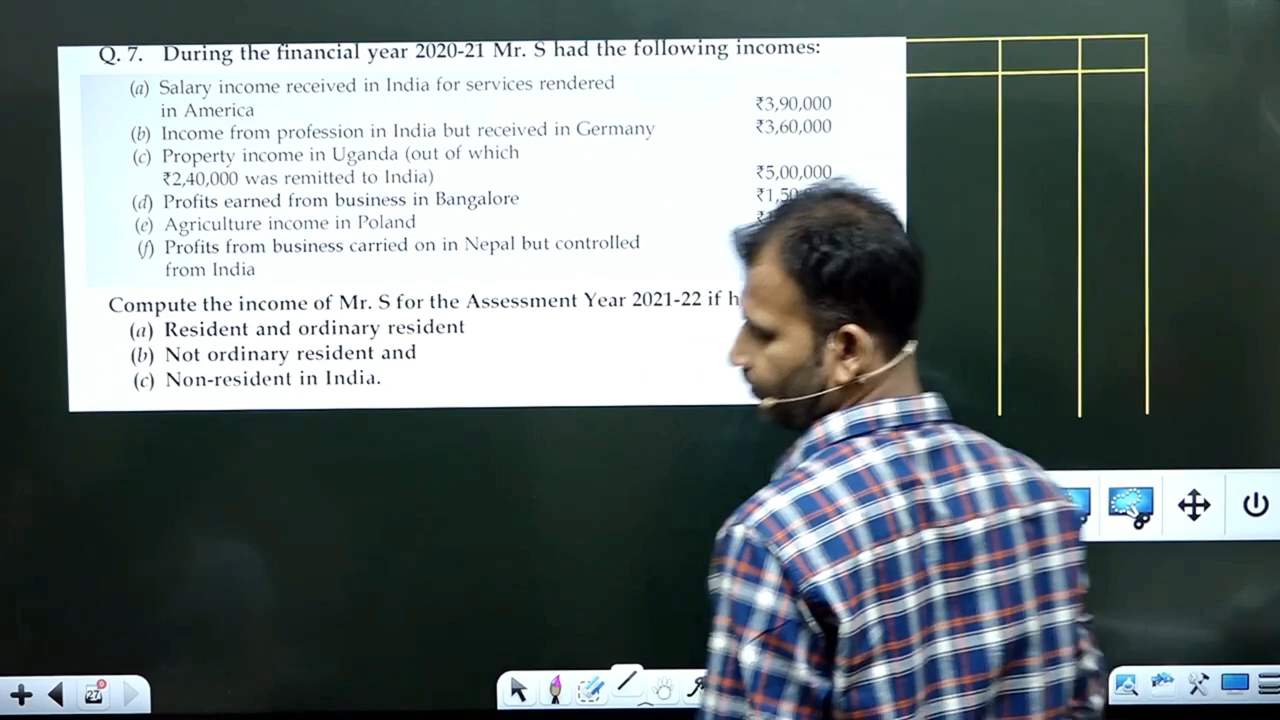 Q. 7. During the financial year 2020-21 Mr. S had the following incomes:
(a) Salary income received in India for services rendered
in America ₹3,90,000
(b) Income from profession in India but received in Germany ₹3,60,000
(c) Property income in Uganda (out of which
₹2,40,000 was remitted to India) ₹5,00,000
(d) Profits earned from business in Bangalore
(e) Agriculture income in Poland
(f) Profits from business carried on in Nepal but controlled
from India
Compute the income of Mr. S for the Assessment Year 2021-22 if
(a) Resident and ordinary resident
(b) Not ordinary resident and
(c) Non-resident in India.
27